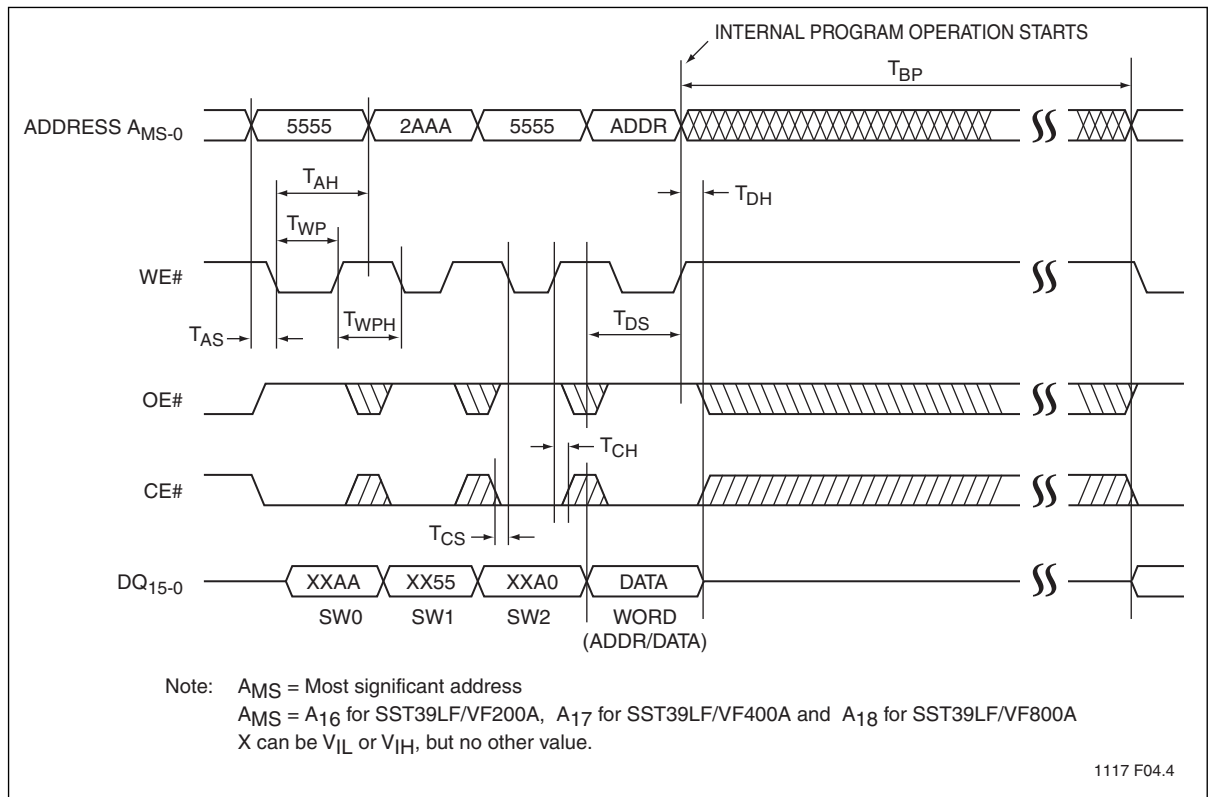 INTERNAL PROGRAM OPERATION STARTS
TBP
ADDRESS AMS-0
5555
2AAA
5555
ADDR
TAH
TDH
TWP
WE#
TWPH
TDS
TAS
OE#
TCH
CE#
TCS
DQ15-0
XXAA
XX55
XXA0
DATA
SW0
SW1
SW2
WORD
(ADDR/DATA)
Note: AMS = Most significant address
AMS = A16 for SST39LF/VF200A, A17 for SST39LF/VF400A and A18 for SST39LF/VF800A
X can be VIL or VIH, but no other value.
1117 F04.4